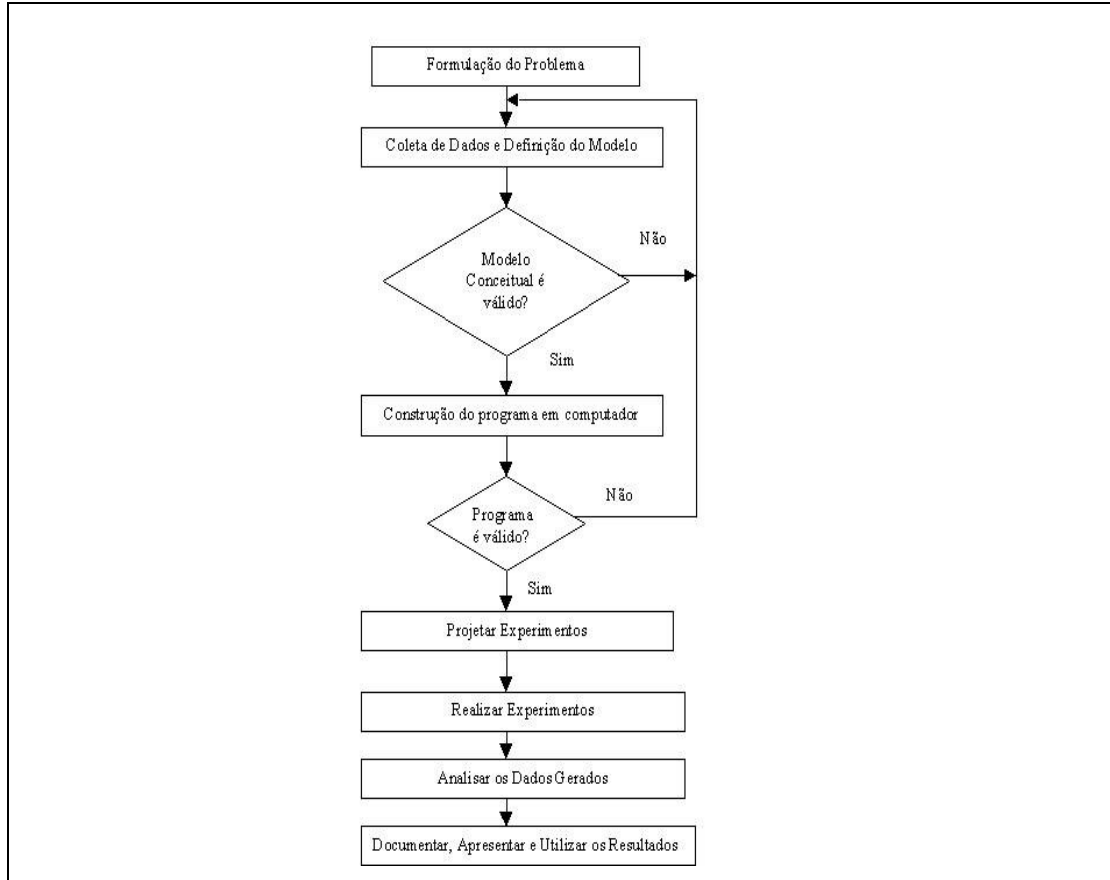 Formulação do Problema
Coleta de Dados e Definição do Modelo
Não
Modelo
Conceitual é
válido?
Sim
Construção do programa em computador
Não
Programa
é válido?
Sim
Projetar Experimentos
Realizar Experimentos
Analisar os Dados Gerados
Documentar, Apresentar e Utilizar os Resultados